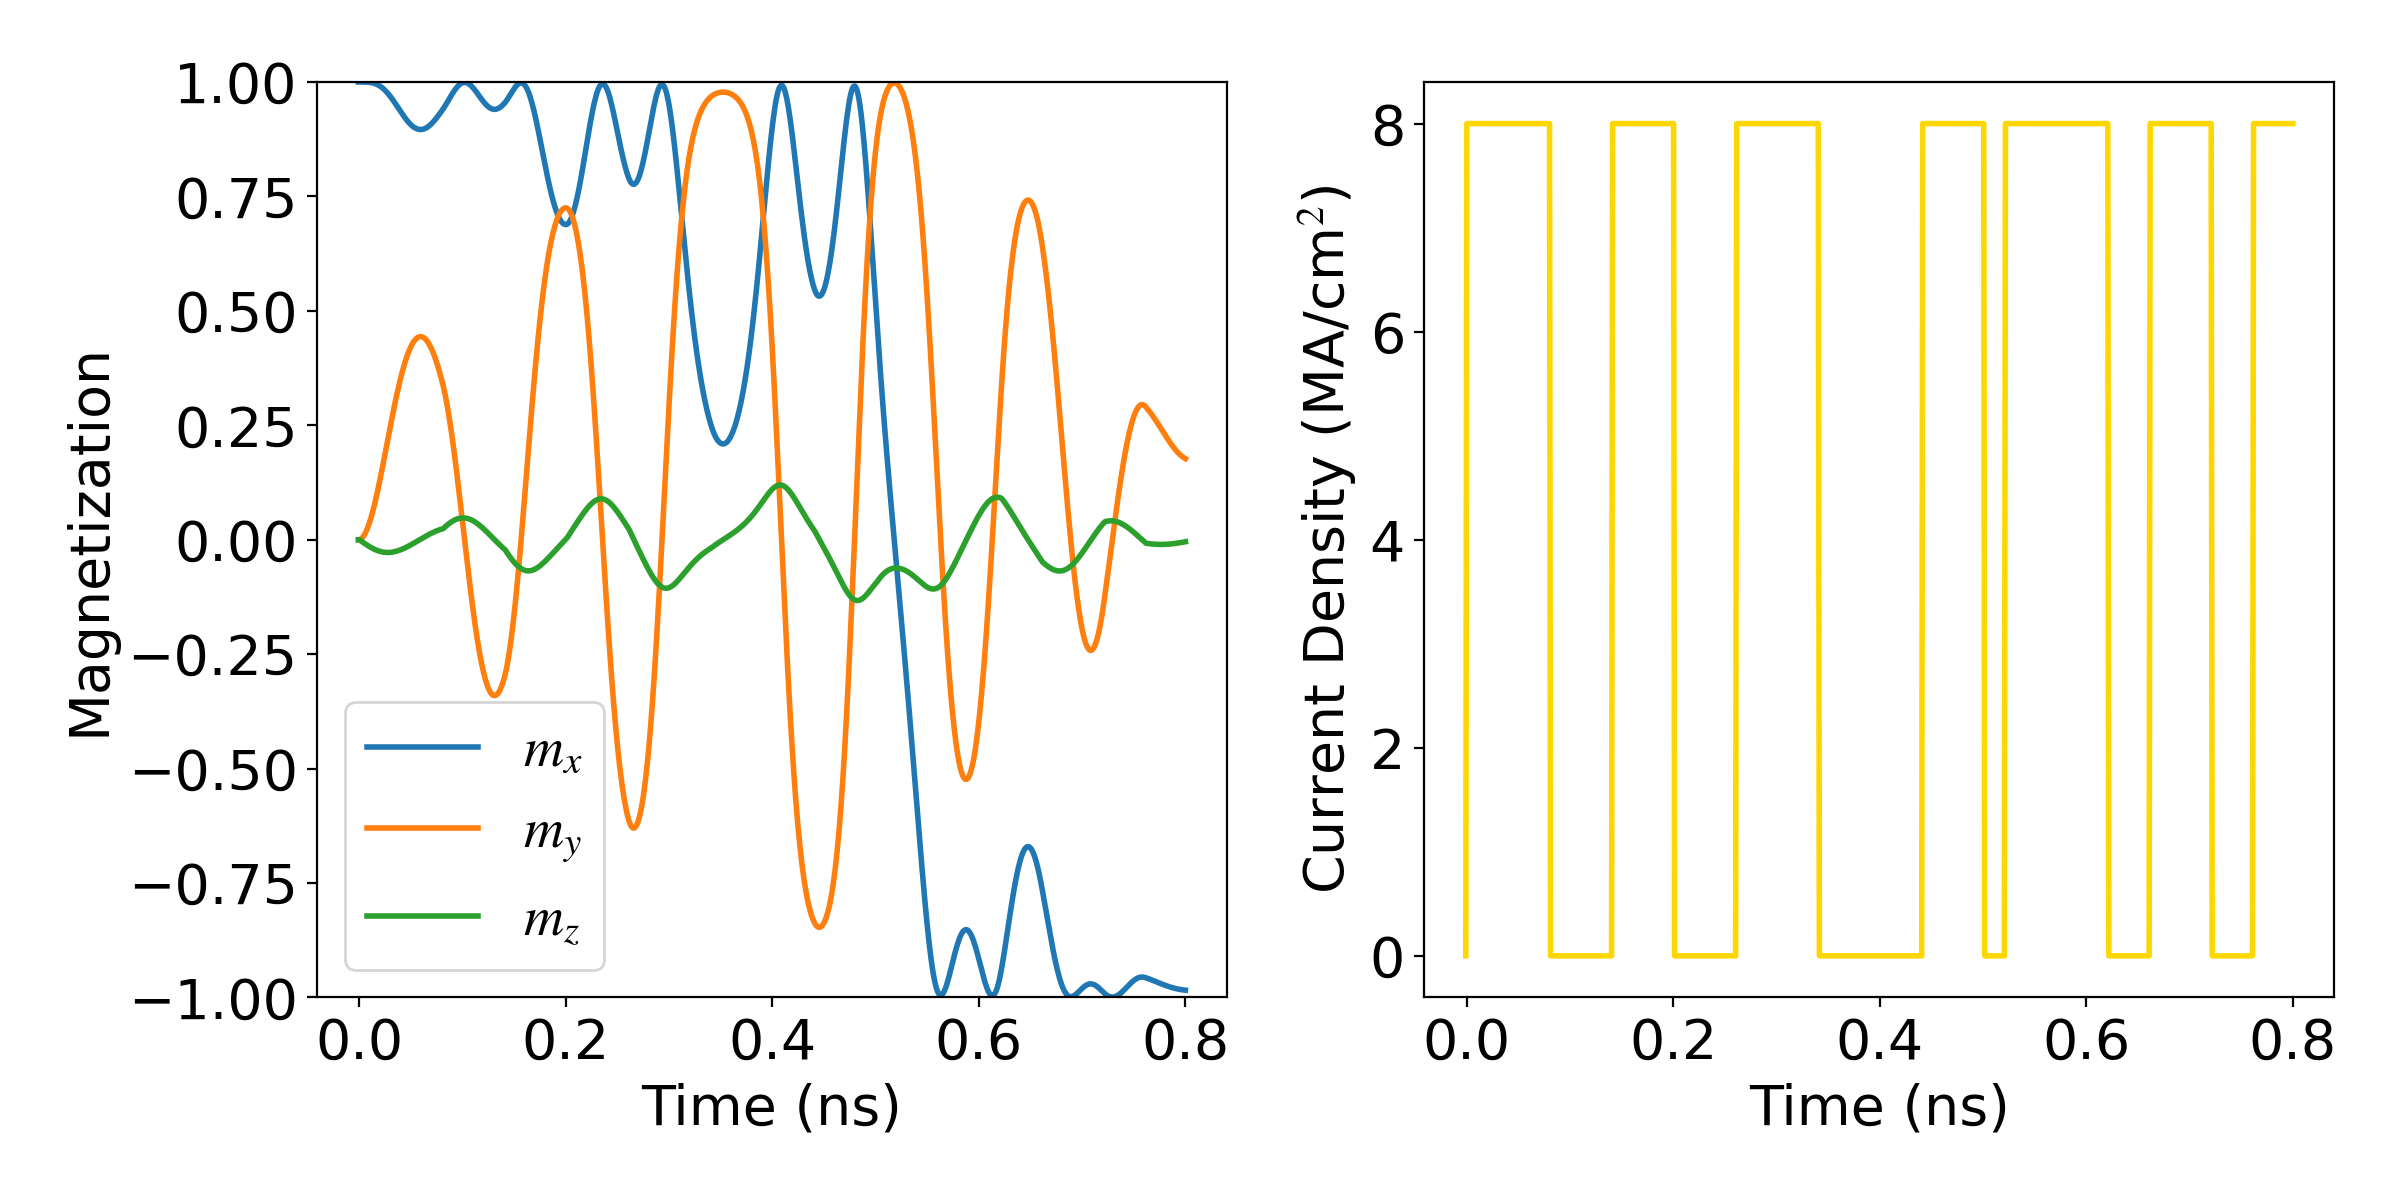 1.00
0.75
0.50
0.25
0.00
−0.25
−0.50
−0.75
−1.00
Magnetization
m_x
m_y
m_z
0.0 0.2 0.4 0.6 0.8
Time (ns)
8
6
4
2
0
Current Density (MA/cm²)
0.0 0.2 0.4 0.6 0.8
Time (ns)